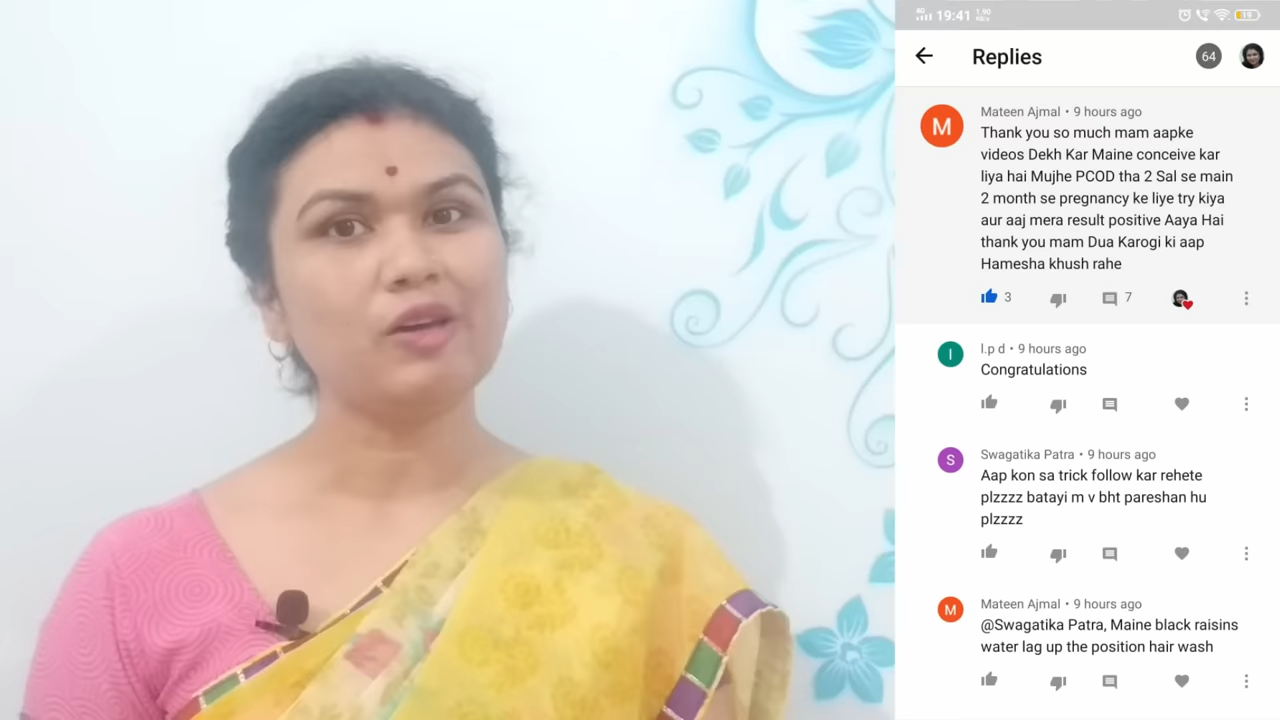 4G 19:41 1.90 KB/s 19
Replies 64
M Mateen Ajmal • 9 hours ago
Thank you so much mam aapke
videos Dekh Kar Maine conceive kar
liya hai Mujhe PCOD tha 2 Sal se main
2 month se pregnancy ke liye try kiya
aur aaj mera result positive Aaya Hai
thank you mam Dua Karogi ki aap
Hamesha khush rahe
3 7
I I.p d • 9 hours ago
Congratulations
S Swagatika Patra • 9 hours ago
Aap kon sa trick follow kar rehete
plzzzz batayi m v bht pareshan hu
plzzzz
M Mateen Ajmal • 9 hours ago
@Swagatika Patra, Maine black raisins
water lag up the position hair wash